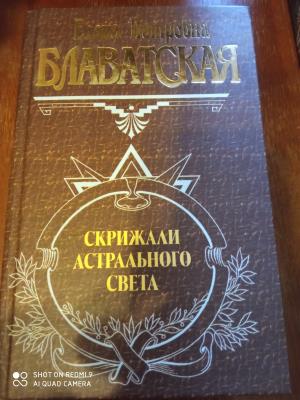 Елена Петровна
БЛАВАТСКАЯ
СКРИЖАЛИ
АСТРАЛЬНОГО
СВЕТА
SHOT ON REDMI 9
AI QUAD CAMERA